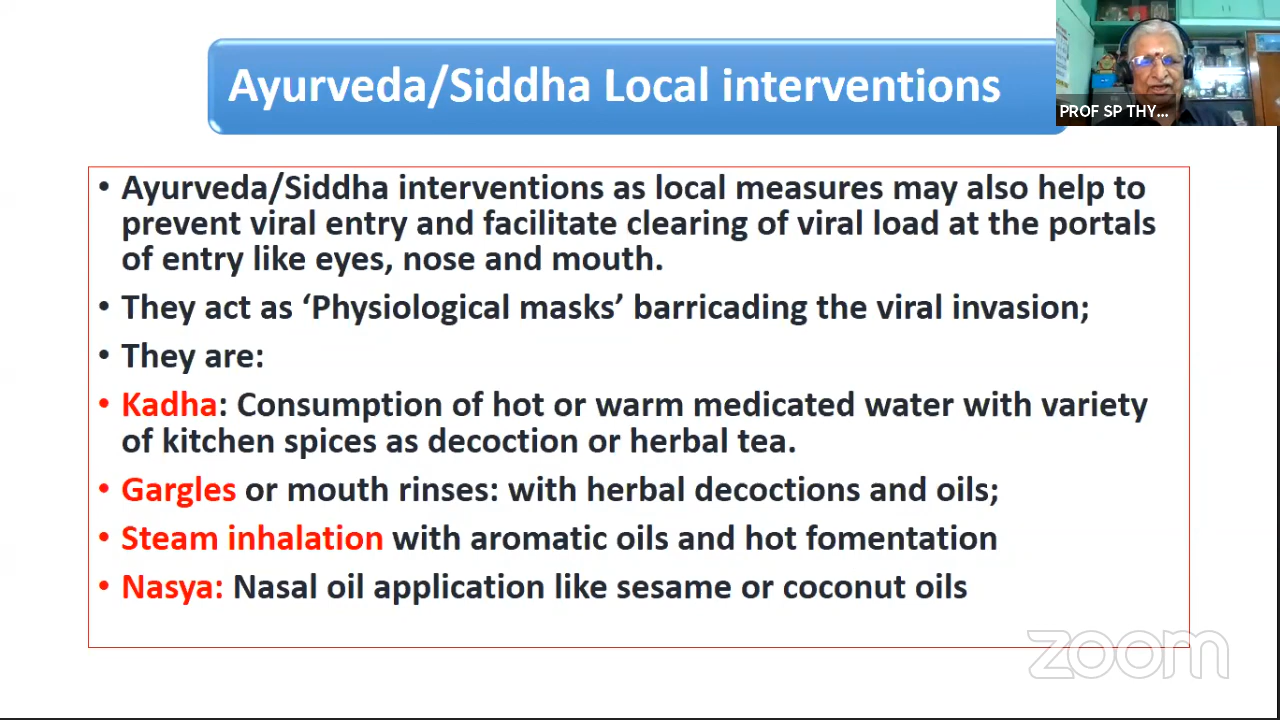 Ayurveda/Siddha Local interventions
PROF SP THY...
• Ayurveda/Siddha interventions as local measures may also help to
prevent viral entry and facilitate clearing of viral load at the portals
of entry like eyes, nose and mouth.
• They act as ‘Physiological masks’ barricading the viral invasion;
• They are:
• Kadha: Consumption of hot or warm medicated water with variety
of kitchen spices as decoction or herbal tea.
• Gargles or mouth rinses: with herbal decoctions and oils;
• Steam inhalation with aromatic oils and hot fomentation
• Nasya: Nasal oil application like sesame or coconut oils
zoom